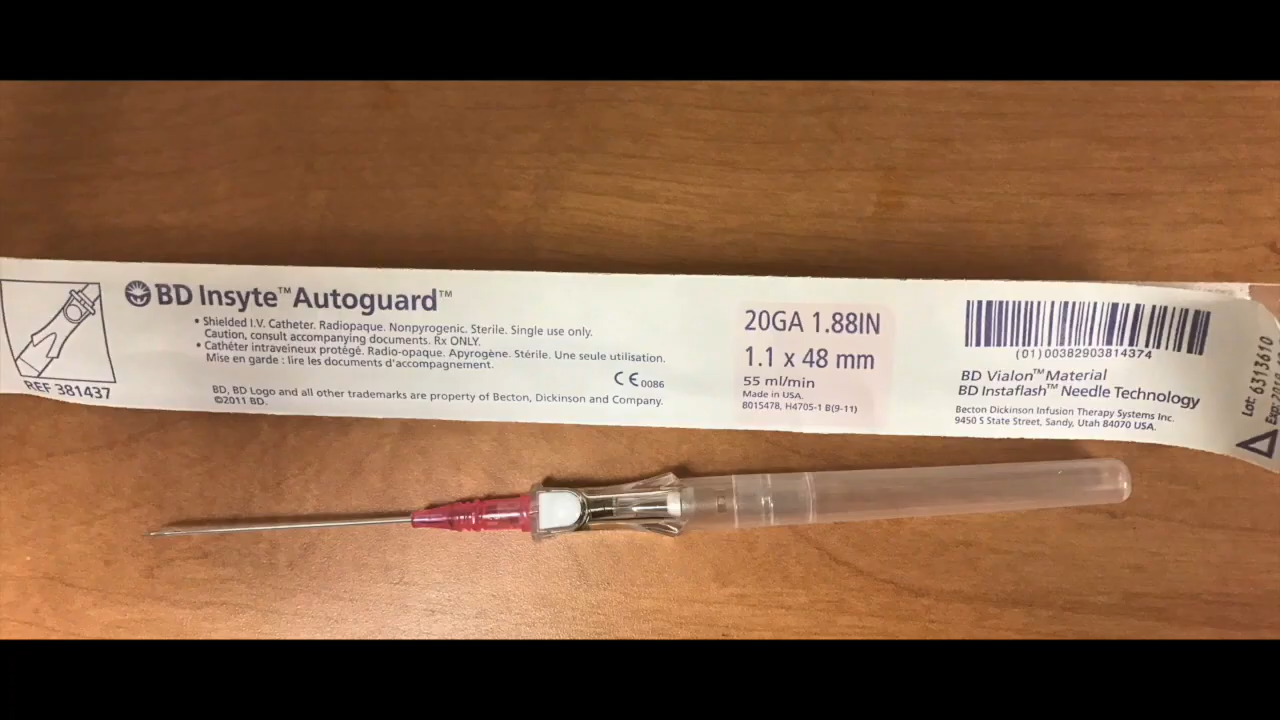 BD Insyte™ Autoguard™
• Shielded I.V. Catheter. Radiopaque. Nonpyrogenic. Sterile. Single use only.
Caution, consult accompanying documents. Rx ONLY.
• Cathéter intraveineux protégé. Radio-opaque. Apyrogène. Stérile. Une seule utilisation.
Mise en garde : lire les documents d'accompagnement.
CE 0086
BD, BD Logo and all other trademarks are property of Becton, Dickinson and Company.
©2011 BD.
REF 381437
20GA 1.88IN
1.1 x 48 mm
55 ml/min
Made in USA.
8015478, H4705-1 B(9-11)
(01)00382903814374
BD Vialon™ Material
BD Instaflash™ Needle Technology
Becton Dickinson Infusion Therapy Systems Inc.
9450 S State Street, Sandy, Utah 84070 USA.
Lot: 6313610
Exp: